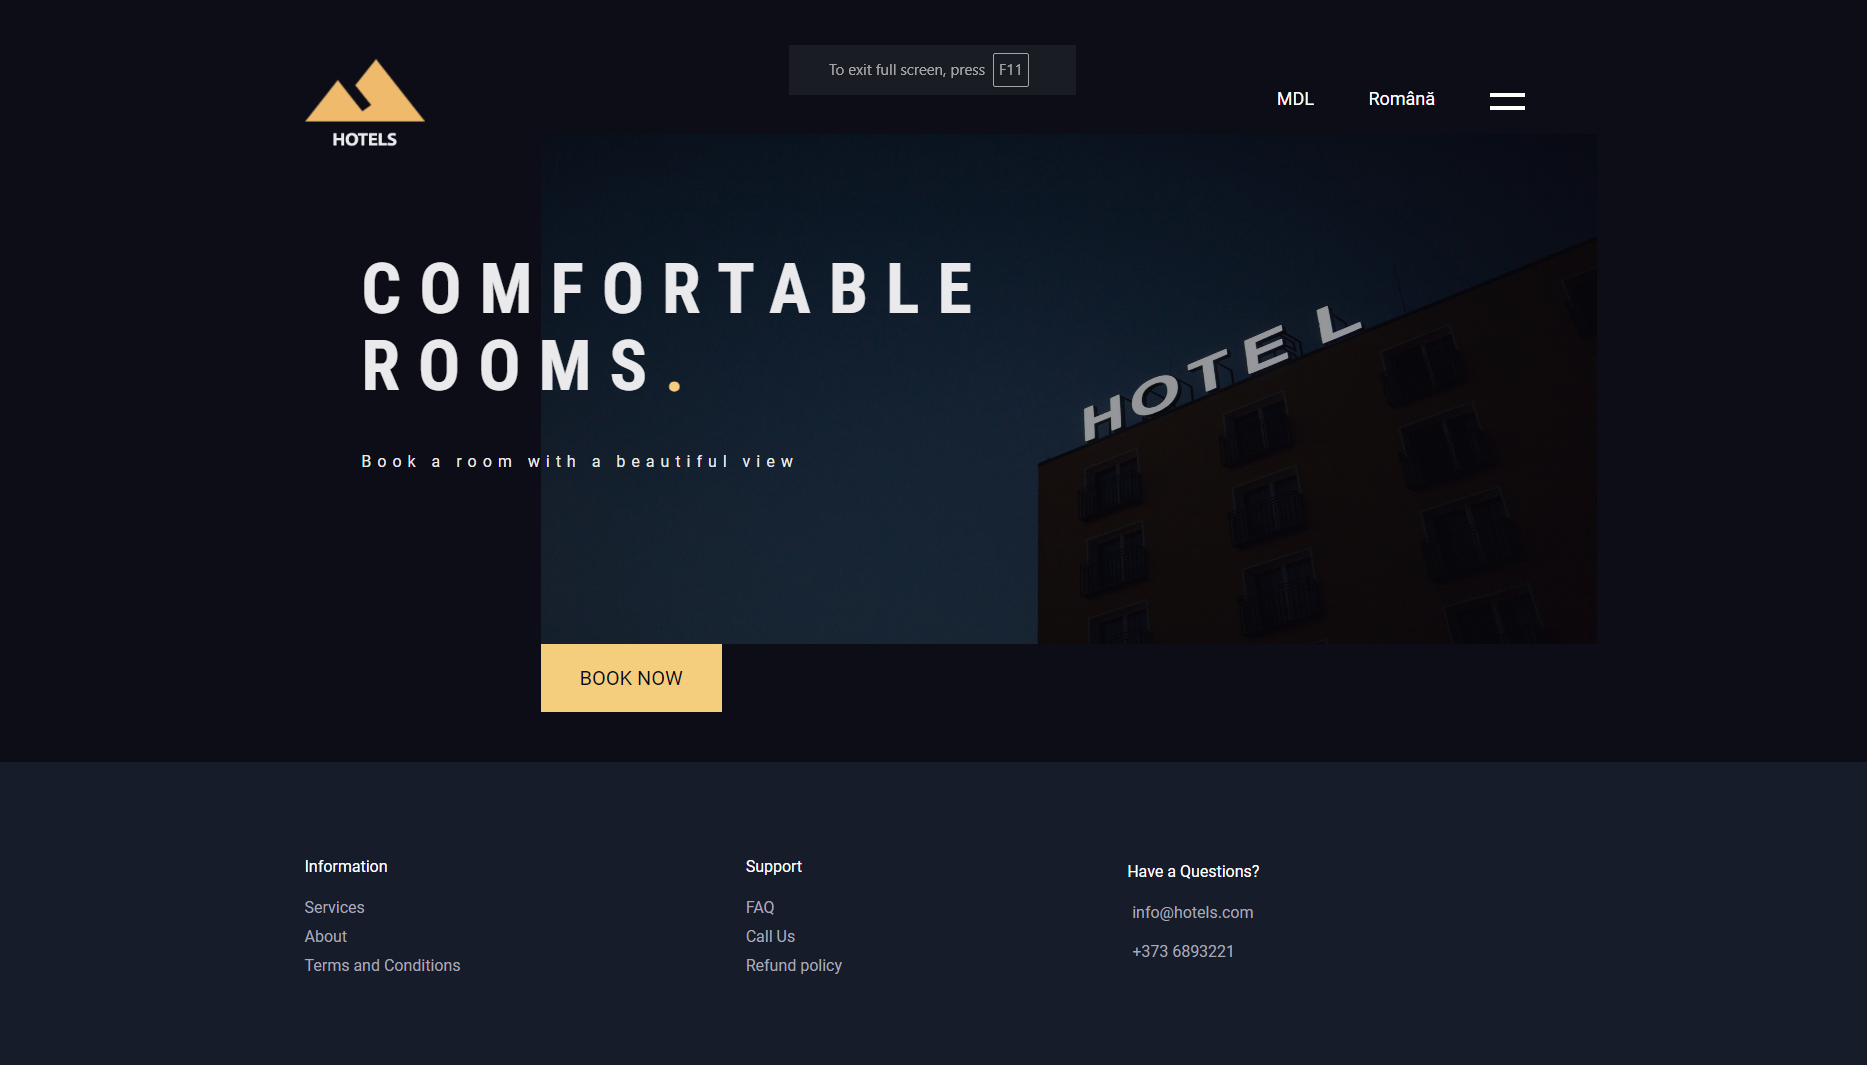 To exit full screen, press F11
HOTELS
MDL
Română
COMFORTABLE
ROOMS.
Book a room with a beautiful view
HOTEL
BOOK NOW
Information
Services
About
Terms and Conditions
Support
FAQ
Call Us
Refund policy
Have a Questions?
info@hotels.com
+373 6893221